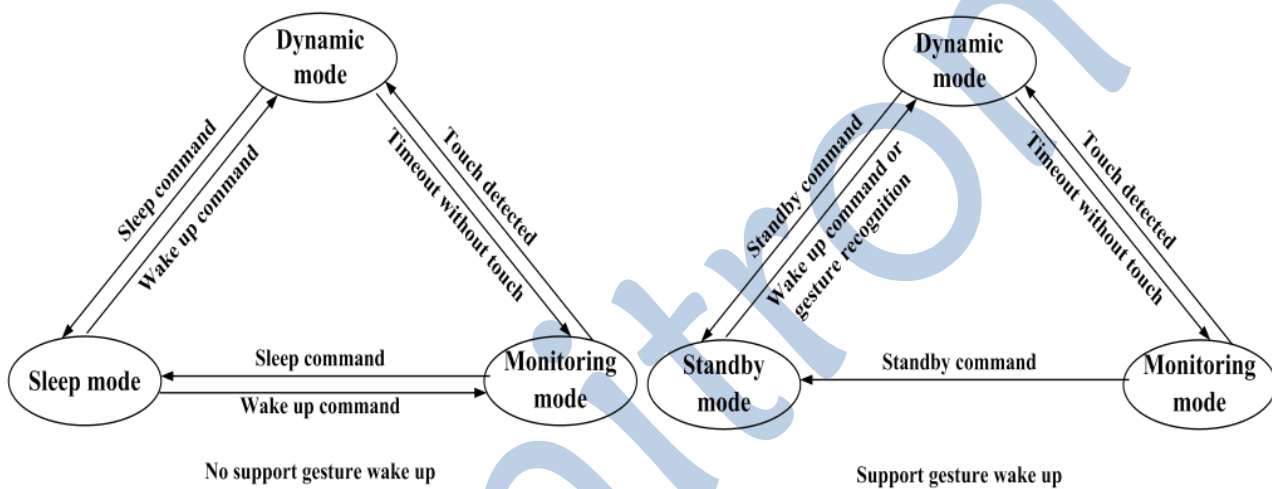 Dynamic
mode
Sleep command
Wake up command
Timeout without touch
Touch detected
Sleep mode
Sleep command
Wake up command
Monitoring
mode
No support gesture wake up
Dynamic
mode
Standby command
Wake up command or
gesture recognition
Timeout without touch
Touch detected
Standby
mode
Standby command
Monitoring
mode
Support gesture wake up
itron